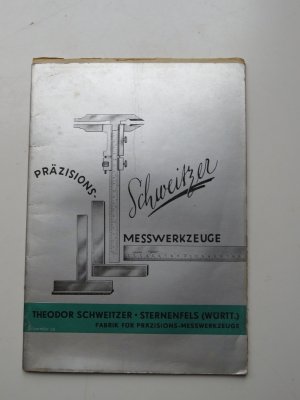 PRÄZISIONS-
Schweitzer
MESSWERKZEUGE
THEODOR SCHWEITZER · STERNENFELS (WÜRTT.)
FABRIK FÜR PRÄZISIONS-MESSWERKZEUGE